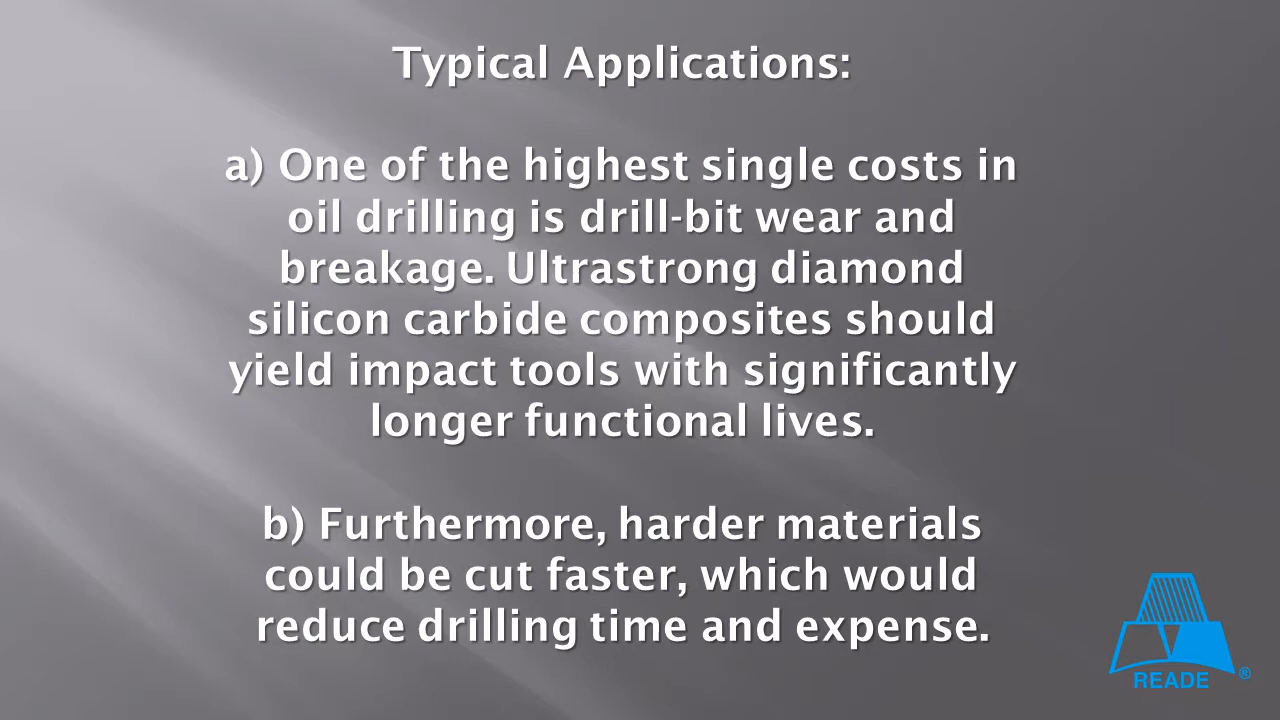 Typical Applications:
a) One of the highest single costs in
oil drilling is drill-bit wear and
breakage. Ultrastrong diamond
silicon carbide composites should
yield impact tools with significantly
longer functional lives.
b) Furthermore, harder materials
could be cut faster, which would
reduce drilling time and expense.
READE ®